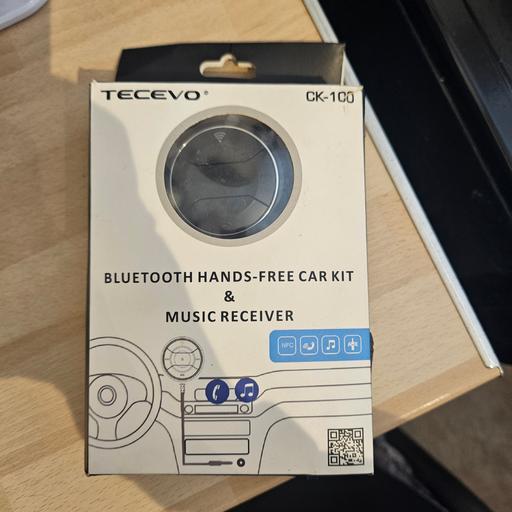 TECEVO®
CK-100
BLUETOOTH HANDS-FREE CAR KIT
&
MUSIC RECEIVER
NFC